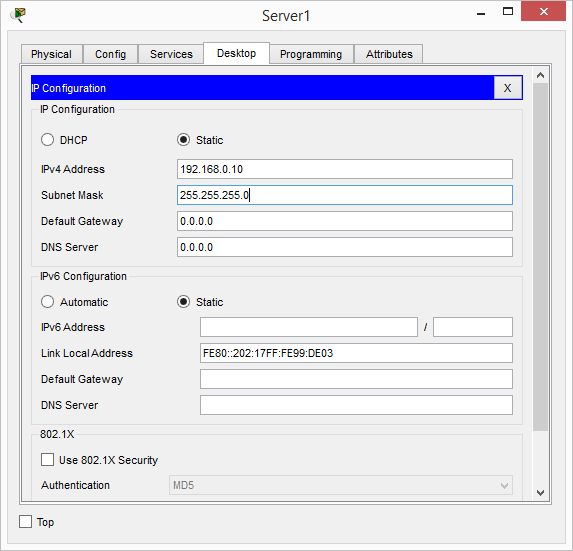 Server1
Physical Config Services Desktop Programming Attributes
IP Configuration X
IP Configuration
DHCP Static
IPv4 Address 192.168.0.10
Subnet Mask 255.255.255.0
Default Gateway 0.0.0.0
DNS Server 0.0.0.0
IPv6 Configuration
Automatic Static
IPv6 Address /
Link Local Address FE80::202:17FF:FE99:DE03
Default Gateway
DNS Server
802.1X
Use 802.1X Security
Authentication MD5
Top